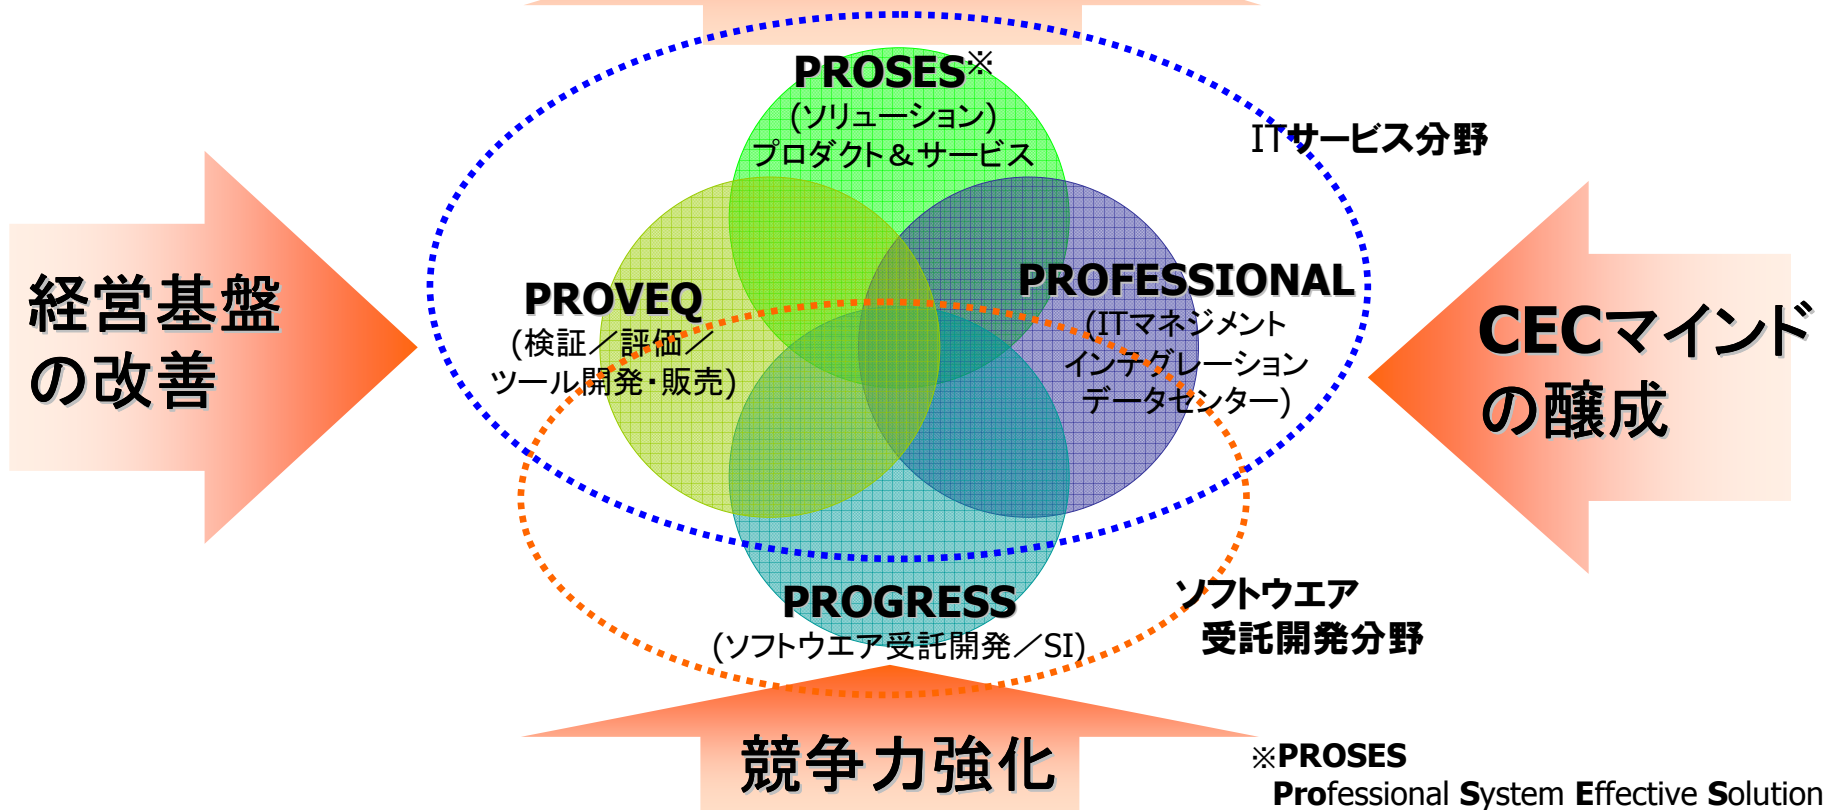 PROSES※
(ソリューション)
プロダクト＆サービス
ITサービス分野
経営基盤
の改善
PROVEQ
(検証／評価／
ツール開発・販売)
PROFESSIONAL
(ITマネジメント
インテグレーション
データセンター)
CECマインド
の醸成
PROGRESS
(ソフトウエア受託開発／SI)
ソフトウエア
受託開発分野
競争力強化
※PROSES
Professional System Effective Solution